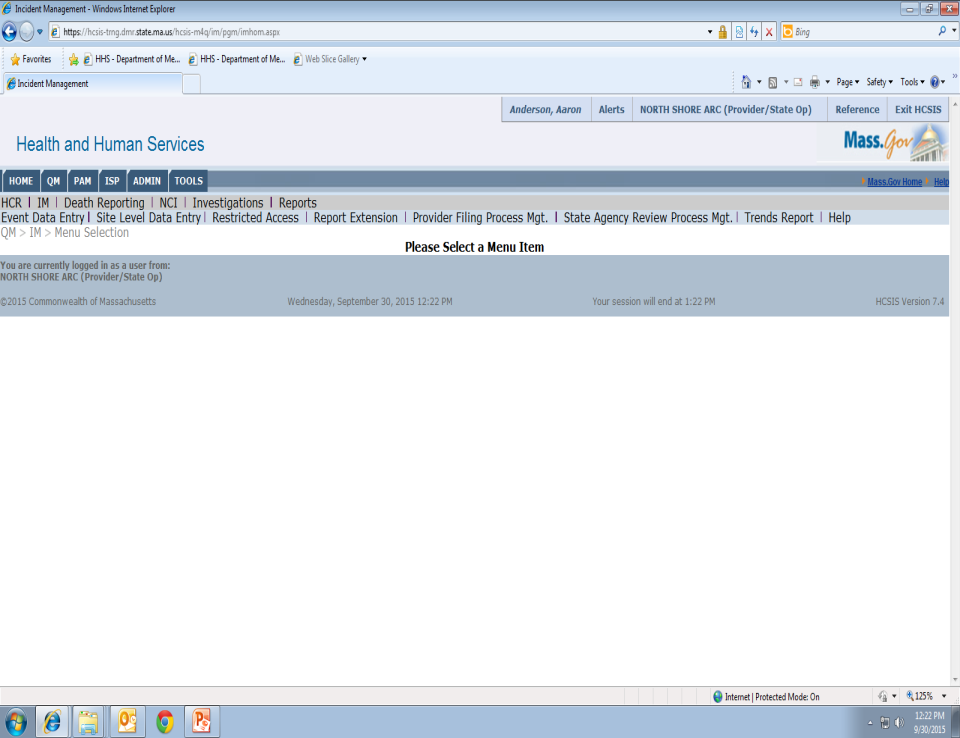 Incident Management - Windows Internet Explorer
https://hcsis-trng.dmr.state.ma.us/hcsis-m4q/im/pgm/imhom.aspx
Bing
Favorites HHS - Department of Me... HHS - Department of Me... Web Slice Gallery
Incident Management
Page Safety Tools
Anderson, Aaron Alerts NORTH SHORE ARC (Provider/State Op) Reference Exit HCSIS
Health and Human Services
Mass.Gov
HOME QM PAM ISP ADMIN TOOLS
Mass.Gov Home Help
HCR | IM | Death Reporting | NCI | Investigations | Reports
Event Data Entry | Site Level Data Entry | Restricted Access | Report Extension | Provider Filing Process Mgt. | State Agency Review Process Mgt. | Trends Report | Help
QM > IM > Menu Selection
Please Select a Menu Item
You are currently logged in as a user from:
NORTH SHORE ARC (Provider/State Op)
©2015 Commonwealth of Massachusetts Wednesday, September 30, 2015 12:22 PM Your session will end at 1:22 PM HCSIS Version 7.4
Internet | Protected Mode: On 125%
12:22 PM
9/30/2015